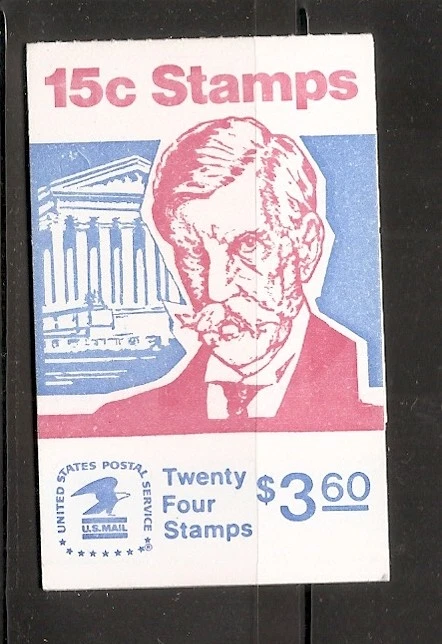 15c Stamps
UNITED STATES POSTAL SERVICE
U.S.MAIL
®
Twenty
Four
Stamps
$3 60